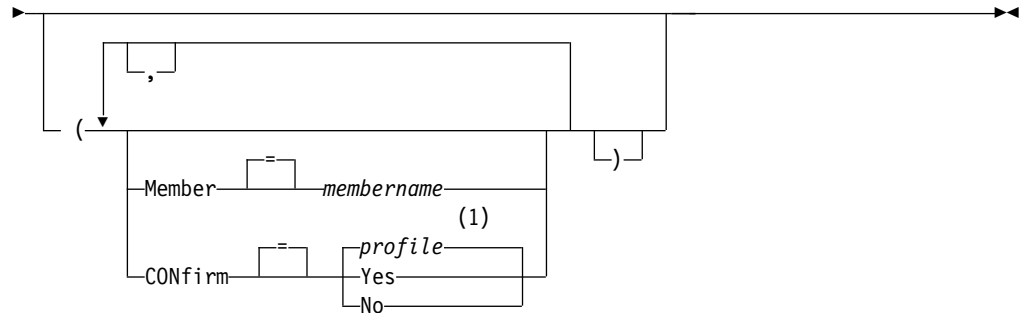 ,
(
)
=
Member membername
(1)
= profile
CONfirm Yes
No